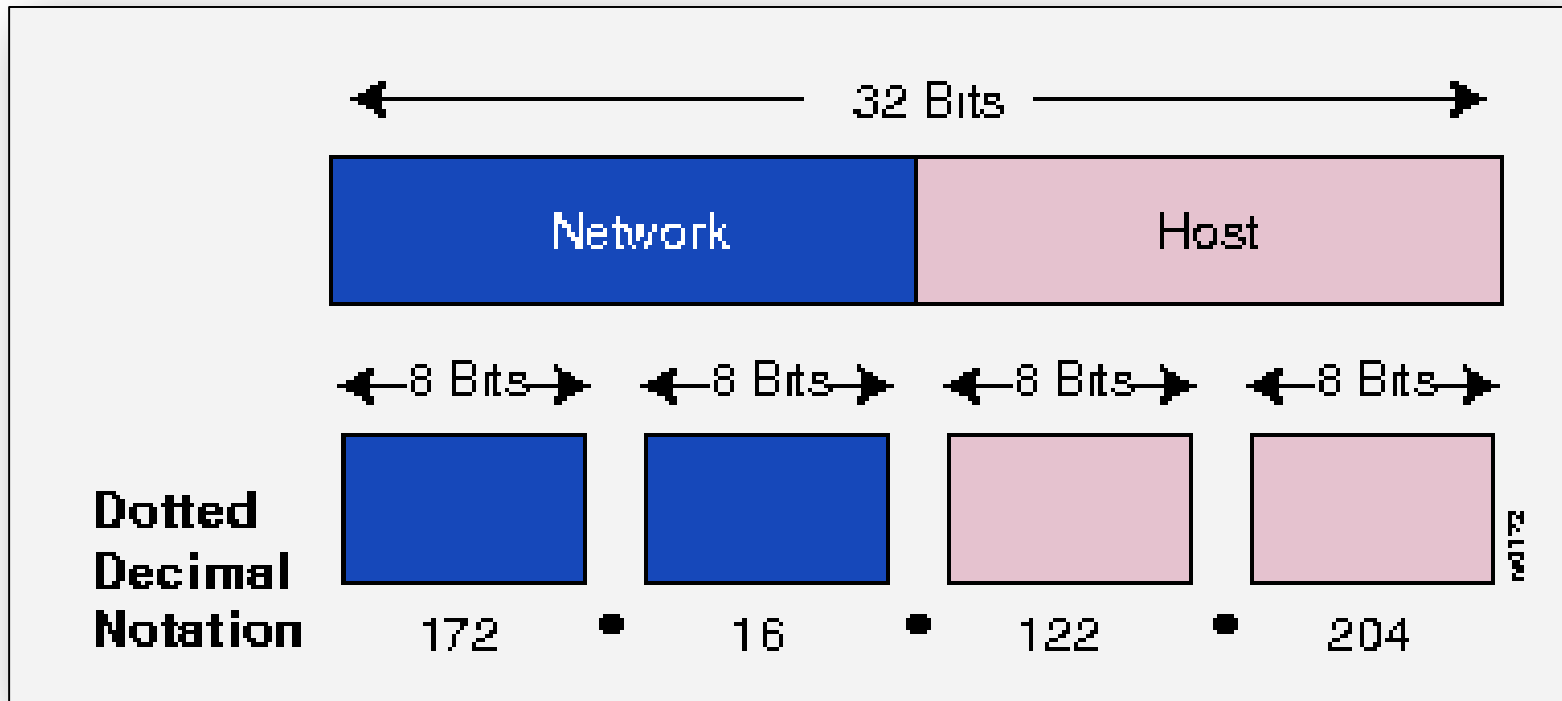 32 Bits
Network Host
8 Bits 8 Bits 8 Bits 8 Bits
Dotted
Decimal
Notation 172 • 16 • 122 • 204